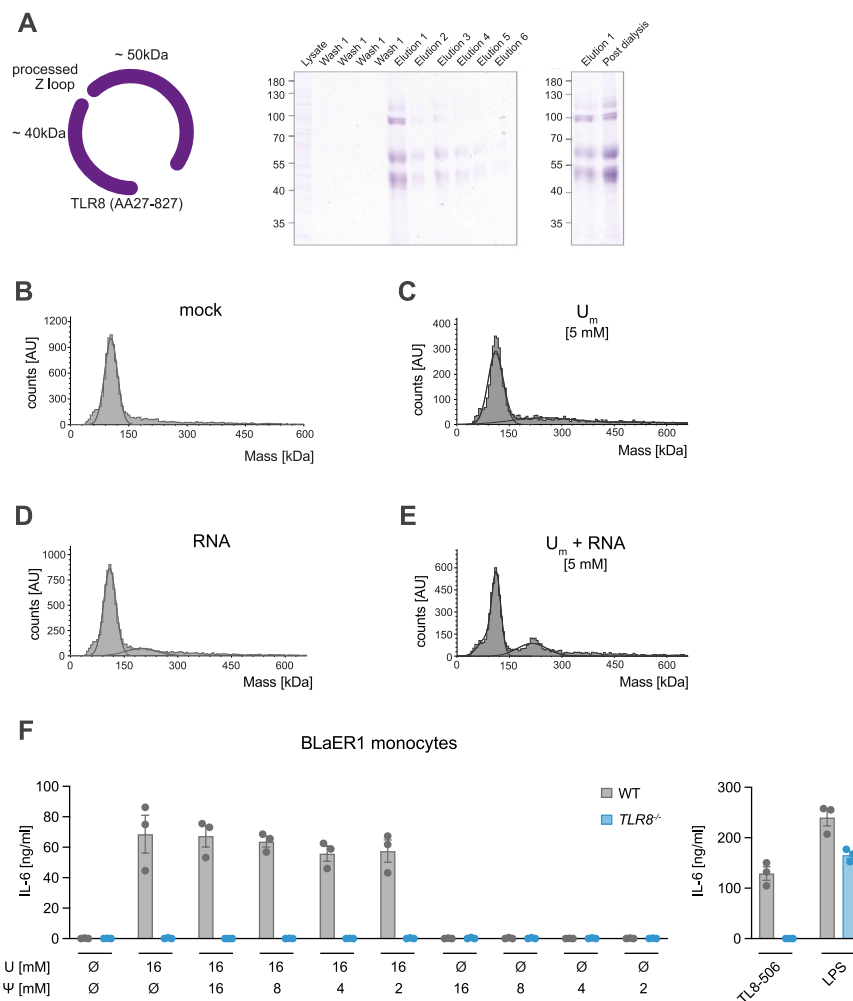 A
~ 50kDa
processed
Z loop
~ 40kDa
TLR8 (AA27-827)
Lysate
Wash 1
Wash 1
Wash 1
Wash 1
Elution 1
Elution 2
Elution 3
Elution 4
Elution 5
Elution 6
180
130
100
70
55
40
35
Elution 1
Post dialysis
180
130
100
70
55
40
35
B
mock
counts [AU]
1200
900
600
300
0
0 150 300 450 600
Mass [kDa]
C
Um
[5 mM]
counts [AU]
400
300
200
100
0
0 150 300 450 600
Mass [kDa]
D
RNA
counts [AU]
1000
750
500
250
0
0 150 300 450 600
Mass [kDa]
E
Um + RNA
[5 mM]
counts [AU]
600
450
300
150
0
0 150 300 450 600
Mass [kDa]
F
BLaER1 monocytes
IL-6 [ng/ml]
100
80
60
40
20
0
WT
TLR8-/-
U [mM] Ø 16 16 16 16 16 Ø Ø Ø Ø
Ψ [mM] Ø Ø 16 8 4 2 16 8 4 2
IL-6 [ng/ml]
300
200
100
0
TL8-506
LPS